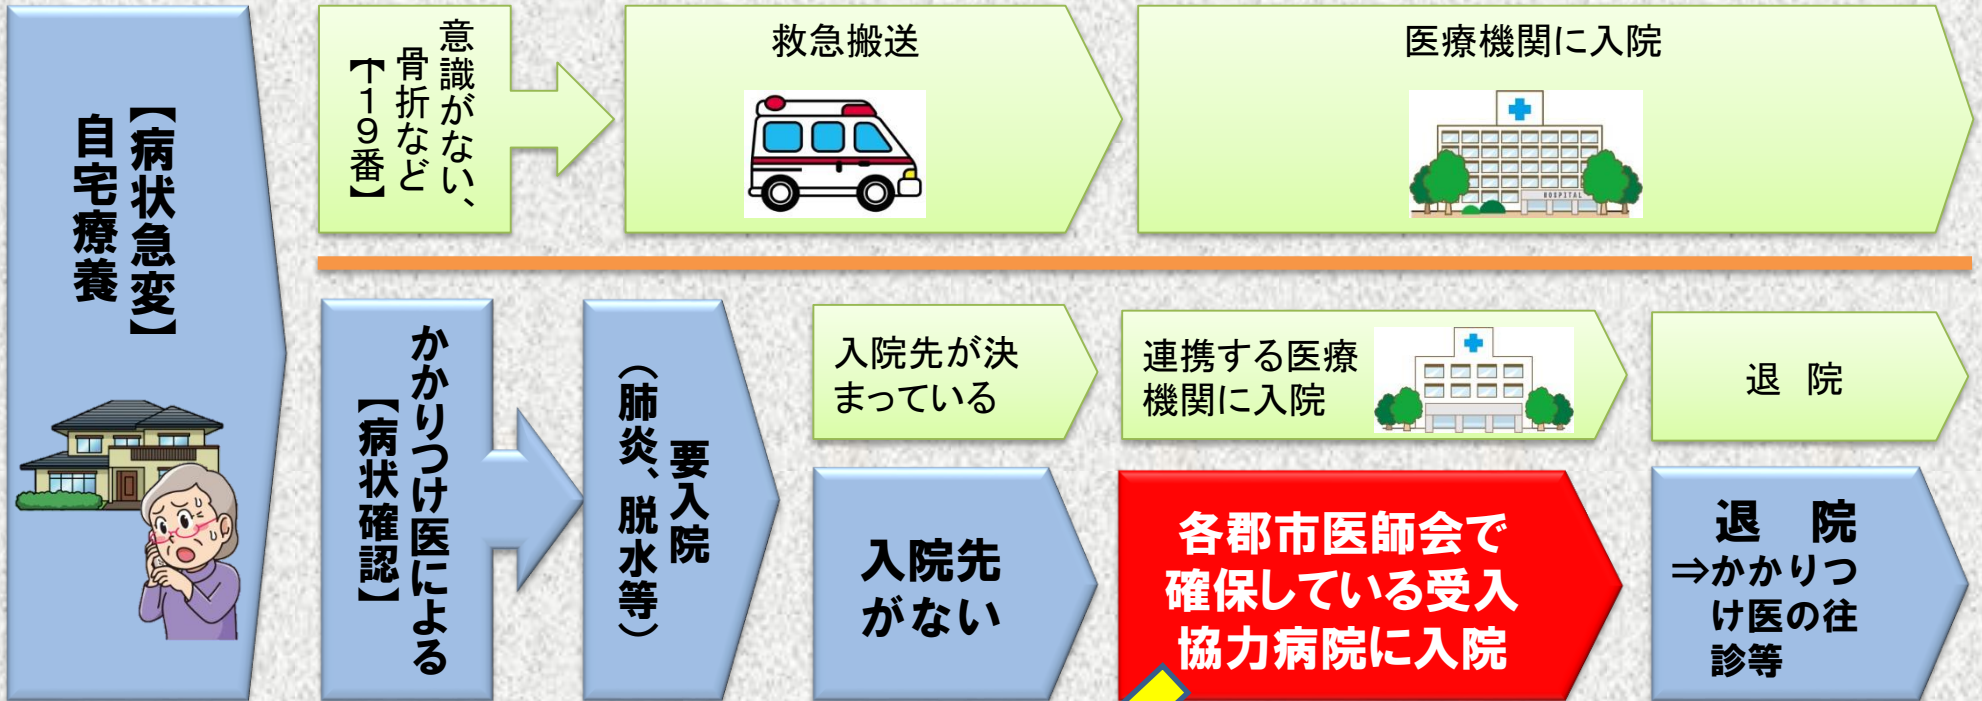 【病状急変】
自宅療養
意識がない、
骨折など
【119番】
救急搬送
医療機関に入院
HOSPITAL
かかりつけ医による
【病状確認】
要入院
（肺炎、脱水等）
入院先が決
まっている
連携する医療
機関に入院
退　院
入院先
がない
各郡市医師会で
確保している受入
協力病院に入院
退　院
⇒かかりつ
け医の往
診等